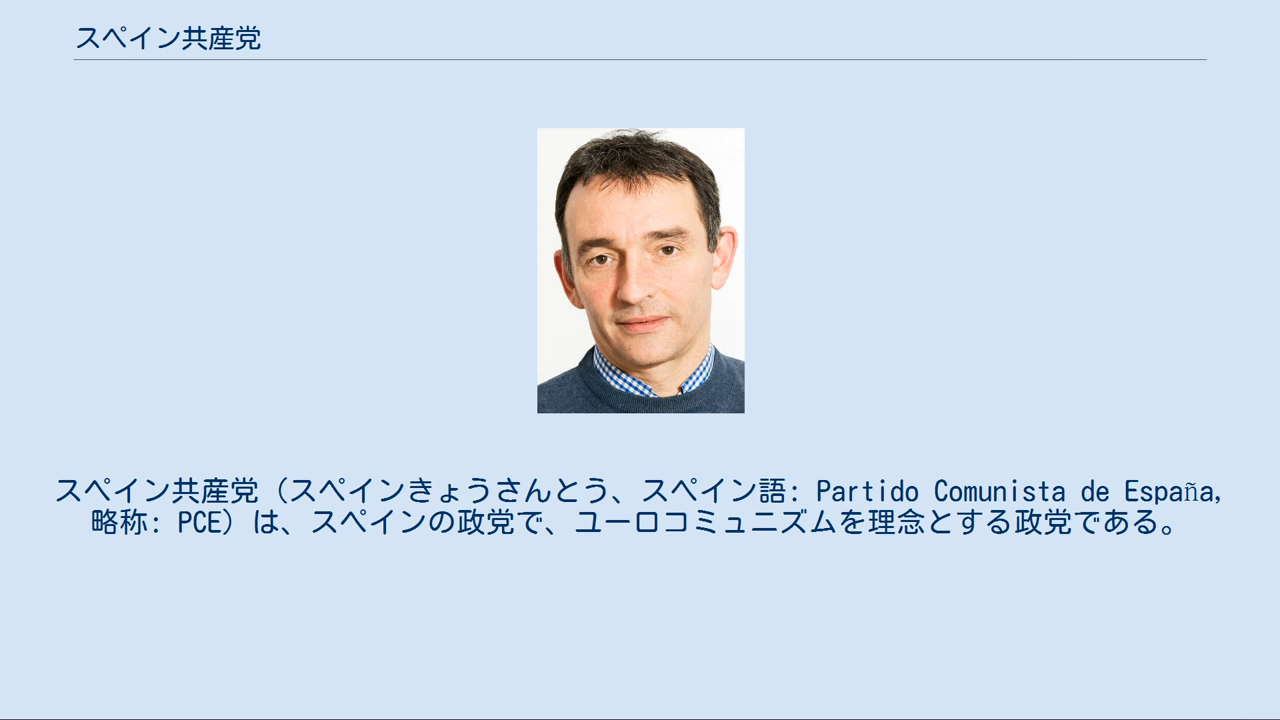 スペイン共産党
スペイン共産党（スペインきょうさんとう、スペイン語: Partido Comunista de España,
略称: PCE）は、スペインの政党で、ユーロコミュニズムを理念とする政党である。